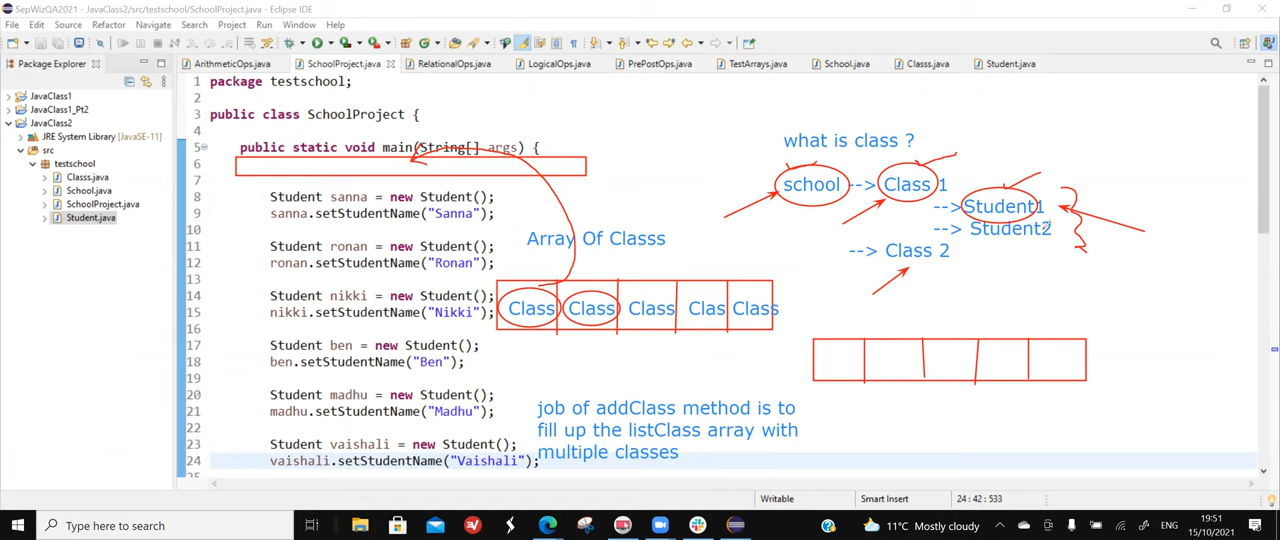 SepWizQA2021 - JavaClass2/src/testschool/SchoolProject.java - Eclipse IDE
File Edit Source Refactor Navigate Search Project Run Window Help
Package Explorer
ArithmeticOps.java SchoolProject.java RelationalOps.java LogicalOps.java PrePostOps.java TestArrays.java School.java Classs.java Student.java
JavaClass1
JavaClass1_Pt2
JavaClass2
JRE System Library [JavaSE-11]
src
testschool
Classs.java
School.java
SchoolProject.java
Student.java
1 package testschool;
2
3 public class SchoolProject {
4
5 public static void main(String[] args) {
6
7
8 Student sanna = new Student();
9 sanna.setStudentName("Sanna");
10
11 Student ronan = new Student();
12 ronan.setStudentName("Ronan");
13
14 Student nikki = new Student();
15 nikki.setStudentName("Nikki");
16
17 Student ben = new Student();
18 ben.setStudentName("Ben");
19
20 Student madhu = new Student();
21 madhu.setStudentName("Madhu");
22
23 Student vaishali = new Student();
24 vaishali.setStudentName("Vaishali");
what is class ?
school --> Class 1
-->Student1
--> Student2
--> Class 2
Array Of Classs
Class Class Class Clas Class
job of addClass method is to
fill up the listClass array with
multiple classes
Writable Smart Insert 24 : 42 : 533
Type here to search
11°C Mostly cloudy
19:51
15/10/2021